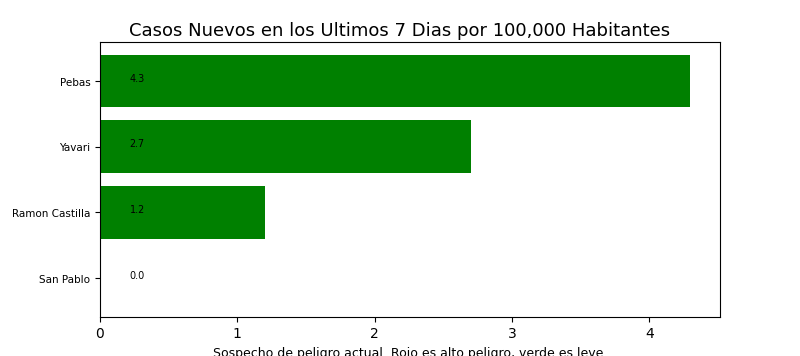 Casos Nuevos en los Ultimos 7 Dias por 100,000 Habitantes
Pebas 4.3
Yavari 2.7
Ramon Castilla 1.2
San Pablo 0.0
0 1 2 3 4
Sospecho de peligro actual. Rojo es alto peligro, verde es leve